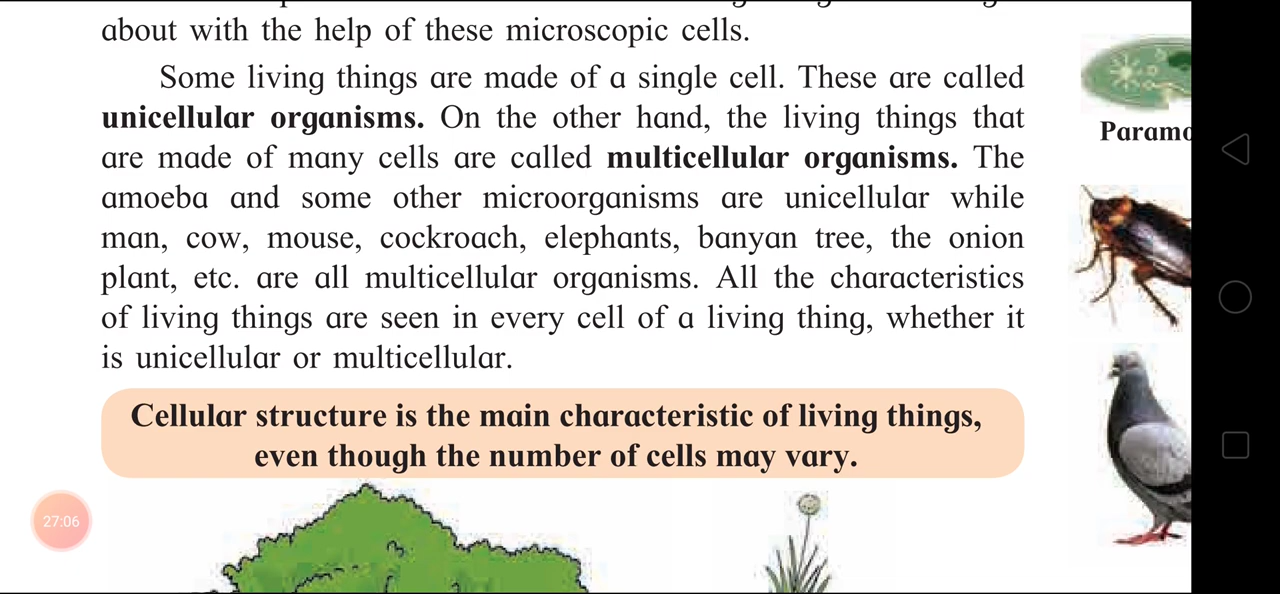 about with the help of these microscopic cells.
Some living things are made of a single cell. These are called
unicellular organisms. On the other hand, the living things that
are made of many cells are called multicellular organisms. The
amoeba and some other microorganisms are unicellular while
man, cow, mouse, cockroach, elephants, banyan tree, the onion
plant, etc. are all multicellular organisms. All the characteristics
of living things are seen in every cell of a living thing, whether it
is unicellular or multicellular.
Cellular structure is the main characteristic of living things,
even though the number of cells may vary.
Paramo
27:06